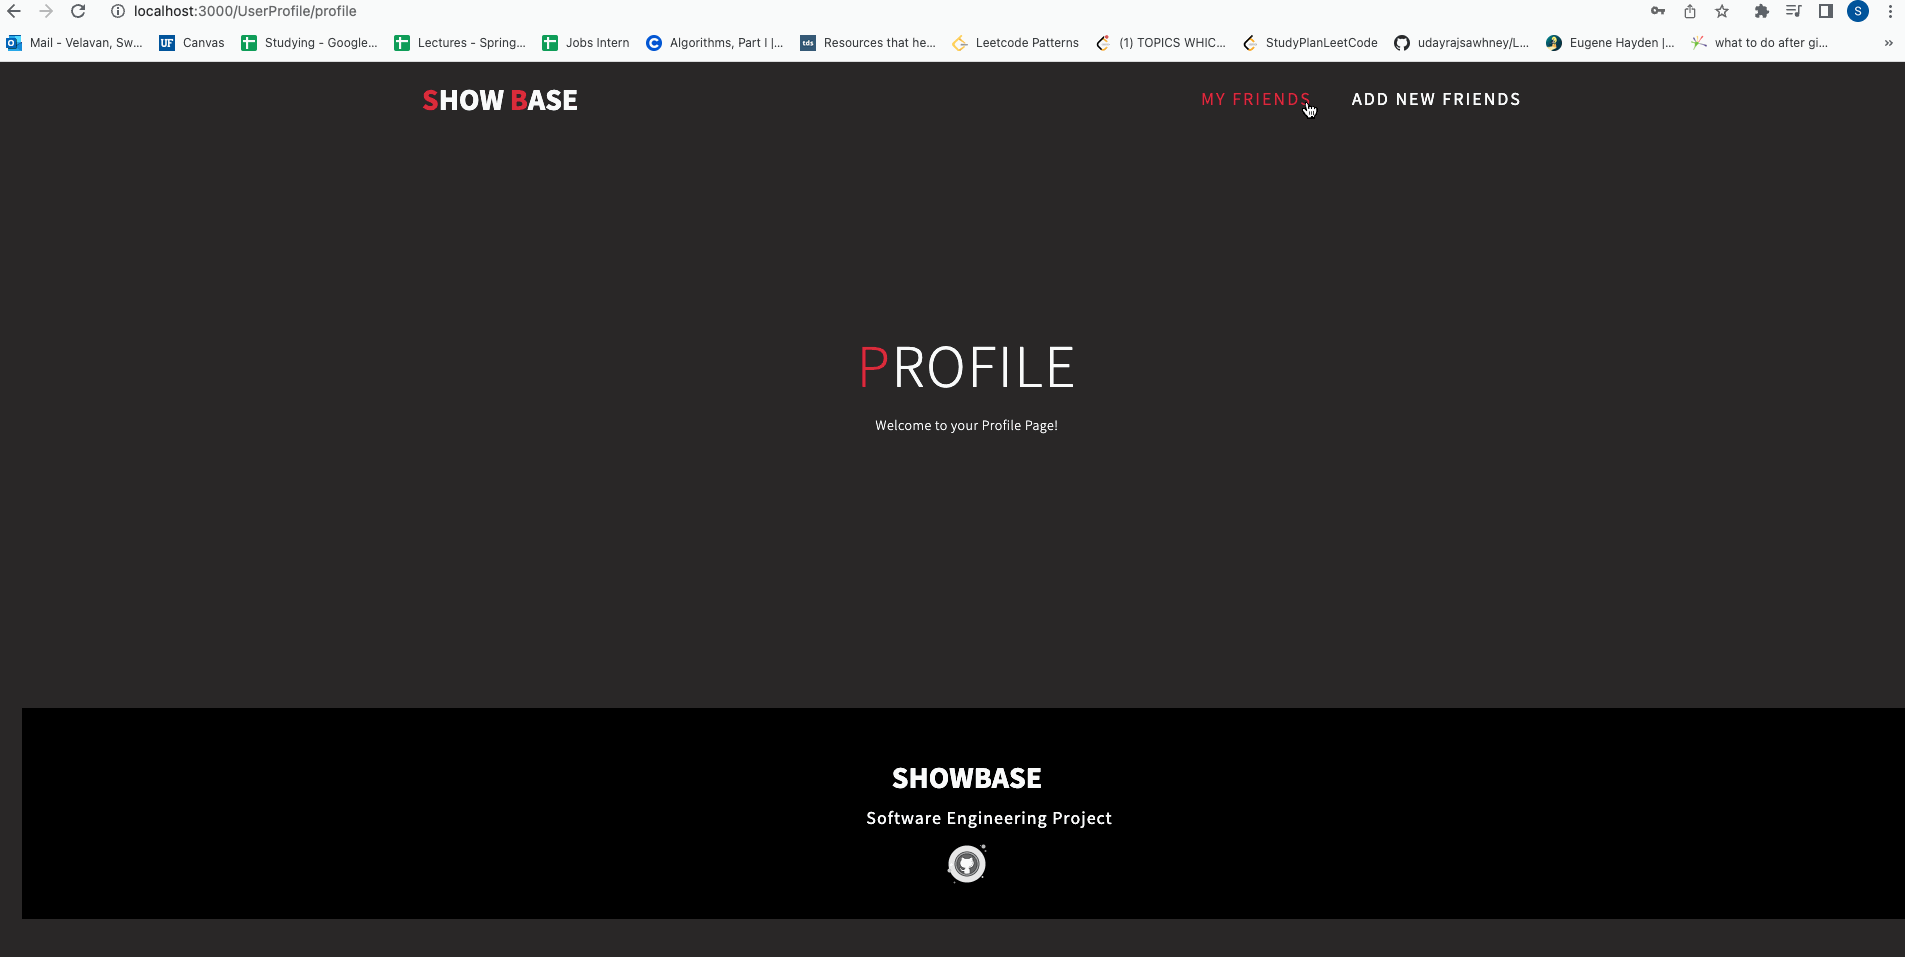 localhost:3000/UserProfile/profile
S
Mail - Velavan, Sw... UF Canvas Studying - Google... Lectures - Spring... Jobs Intern C Algorithms, Part I |... tds Resources that he... Leetcode Patterns (1) TOPICS WHIC... StudyPlanLeetCode udayrajsawhney/L... Eugene Hayden |... what to do after gi... »
SHOW BASE MY FRIENDS ADD NEW FRIENDS
PROFILE
Welcome to your Profile Page!
SHOWBASE
Software Engineering Project